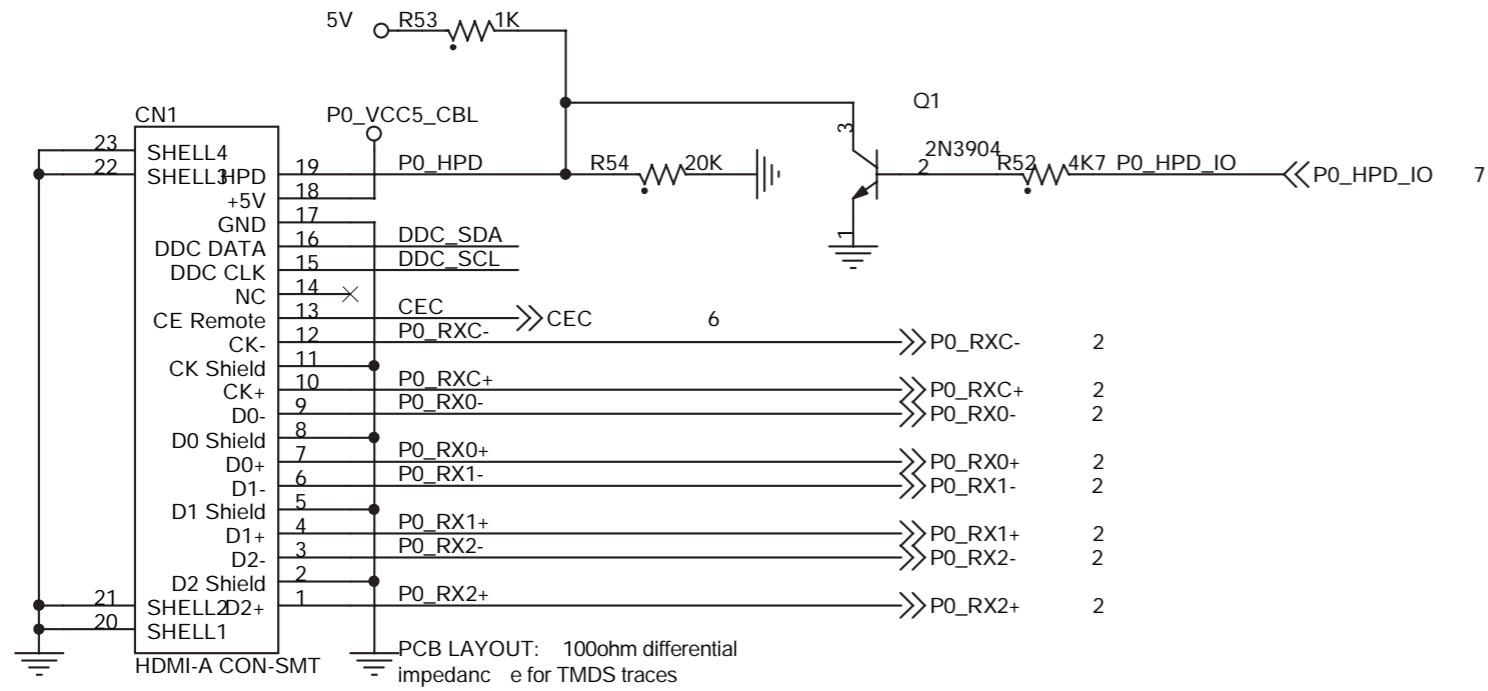 5V R53 1K
CN1 P0_VCC5_CBL Q1
3
23 SHELL4 2N3904
22 SHELL3 HPD 19 P0_HPD R54 20K 2 R52 4K7 P0_HPD_IO P0_HPD_IO 7
+5V 18
GND 17
1
DDC DATA 16 DDC_SDA
DDC CLK 15 DDC_SCL
NC 14
CE Remote 13 CEC CEC 6
CK- 12 P0_RXC- P0_RXC- 2
CK Shield 11
CK+ 10 P0_RXC+ P0_RXC+ 2
D0- 9 P0_RX0- P0_RX0- 2
D0 Shield 8
D0+ 7 P0_RX0+ P0_RX0+ 2
D1- 6 P0_RX1- P0_RX1- 2
D1 Shield 5
D1+ 4 P0_RX1+ P0_RX1+ 2
D2- 3 P0_RX2- P0_RX2- 2
D2 Shield 2
21 SHELL2 D2+ 1 P0_RX2+ P0_RX2+ 2
20 SHELL1
HDMI-A CON-SMT
PCB LAYOUT: 100ohm differential
impedanc e for TMDS traces